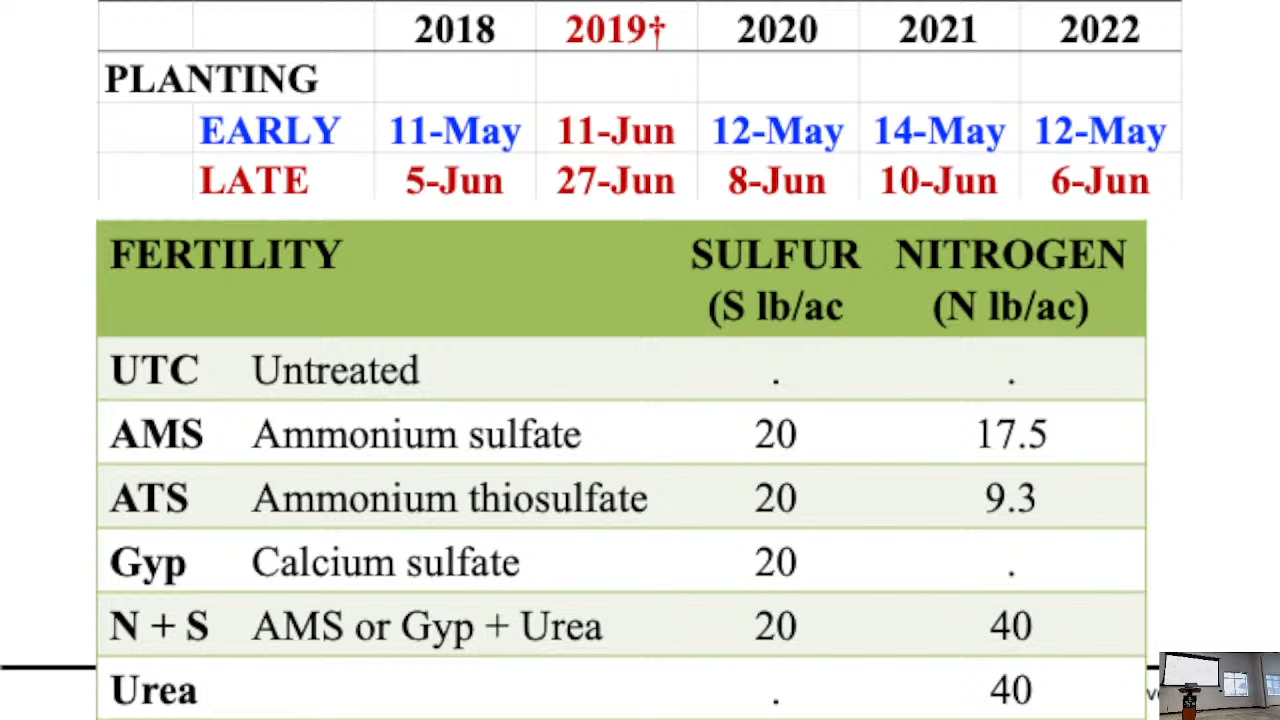 2018 2019† 2020 2021 2022
PLANTING
EARLY 11-May 11-Jun 12-May 14-May 12-May
LATE 5-Jun 27-Jun 8-Jun 10-Jun 6-Jun
FERTILITY SULFUR NITROGEN
(S lb/ac (N lb/ac)
UTC Untreated . .
AMS Ammonium sulfate 20 17.5
ATS Ammonium thiosulfate 20 9.3
Gyp Calcium sulfate 20 .
N + S AMS or Gyp + Urea 20 40
Urea . 40